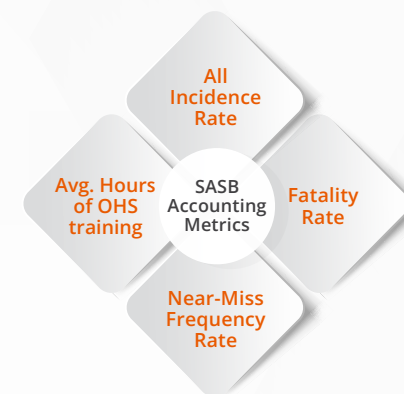 All
Incidence
Rate
Avg. Hours
of OHS
training
SASB
Accounting
Metrics
Fatality
Rate
Near-Miss
Frequency
Rate